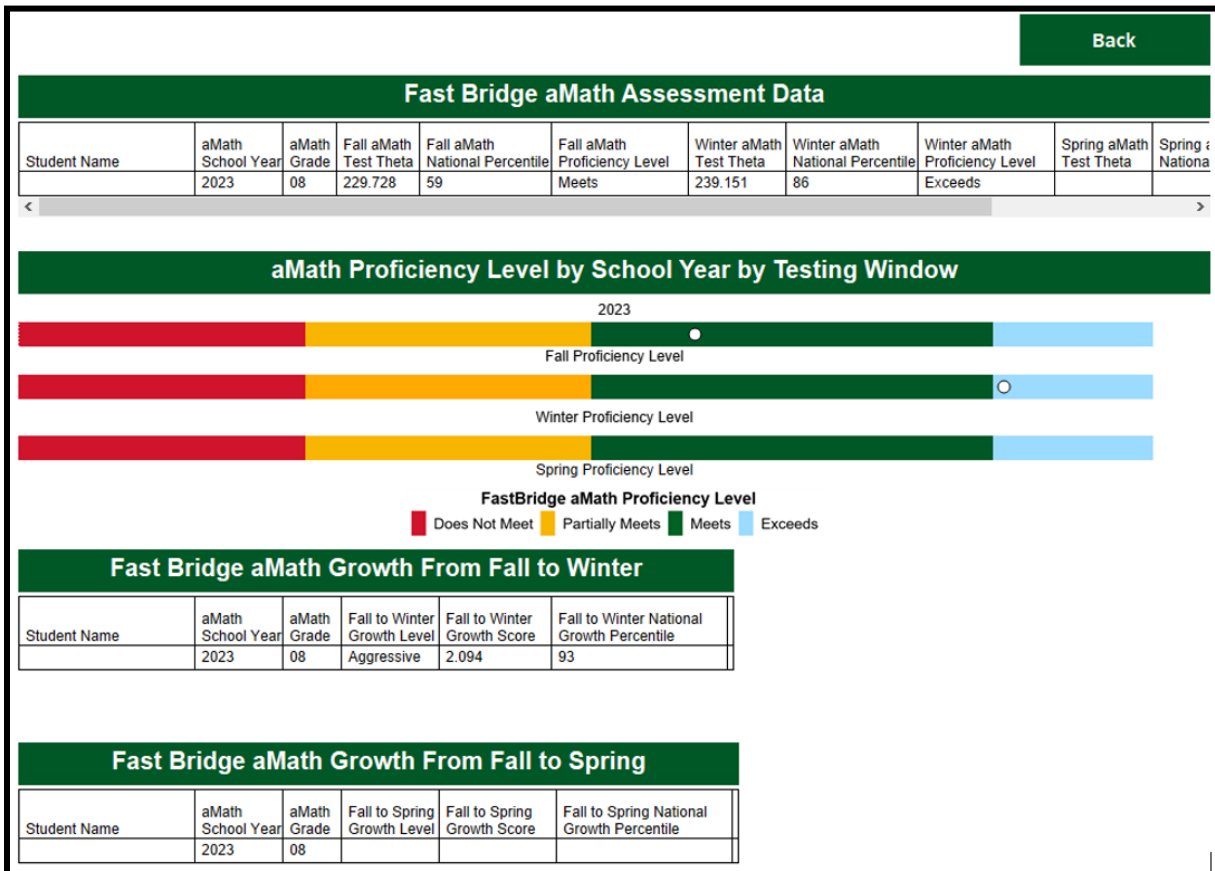 Back
Fast Bridge aMath Assessment Data
Student Name | aMath School Year | aMath Grade | Fall aMath Test Theta | Fall aMath National Percentile | Fall aMath Proficiency Level | Winter aMath Test Theta | Winter aMath National Percentile | Winter aMath Proficiency Level | Spring aMath Test Theta | Spring a Nationa
2023 | 08 | 229.728 | 59 | Meets | 239.151 | 86 | Exceeds
aMath Proficiency Level by School Year by Testing Window
2023
Fall Proficiency Level
Winter Proficiency Level
Spring Proficiency Level
FastBridge aMath Proficiency Level
Does Not Meet Partially Meets Meets Exceeds
Fast Bridge aMath Growth From Fall to Winter
Student Name | aMath School Year | aMath Grade | Fall to Winter Growth Level | Fall to Winter Growth Score | Fall to Winter National Growth Percentile
2023 | 08 | Aggressive | 2.094 | 93
Fast Bridge aMath Growth From Fall to Spring
Student Name | aMath School Year | aMath Grade | Fall to Spring Growth Level | Fall to Spring Growth Score | Fall to Spring National Growth Percentile
2023 | 08